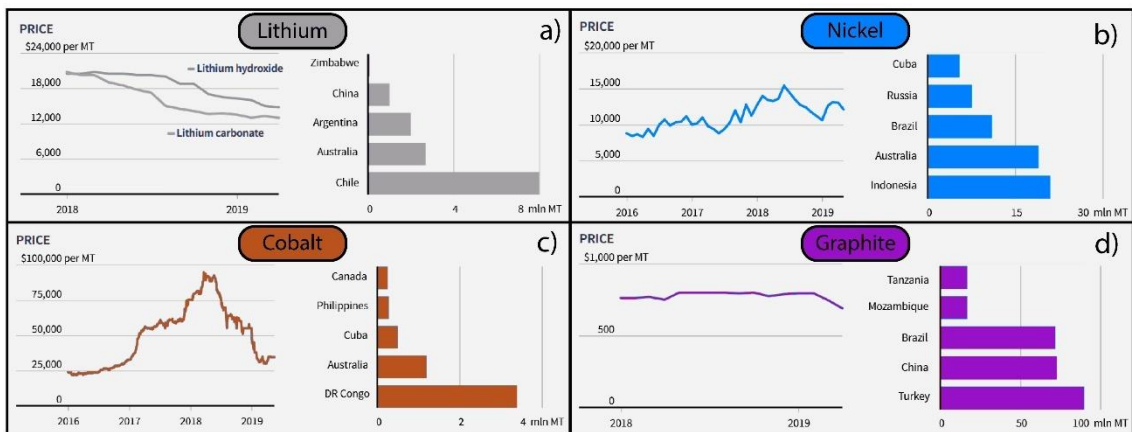 PRICE
Lithium
a)
$24,000 per MT
Lithium hydroxide
18,000
12,000
Lithium carbonate
6,000
0
2018 2019
Zimbabwe
China
Argentina
Australia
Chile
0 4 8 mln MT
PRICE
Nickel
b)
$20,000 per MT
15,000
10,000
5,000
0
2016 2017 2018 2019
Cuba
Russia
Brazil
Australia
Indonesia
0 15 30 mln MT
PRICE
Cobalt
c)
$100,000 per MT
75,000
50,000
25,000
0
2016 2017 2018 2019
Canada
Philippines
Cuba
Australia
DR Congo
0 2 4 mln MT
PRICE
Graphite
d)
$1,000 per MT
500
0
2018 2019
Tanzania
Mozambique
Brazil
China
Turkey
0 50 100 mln MT